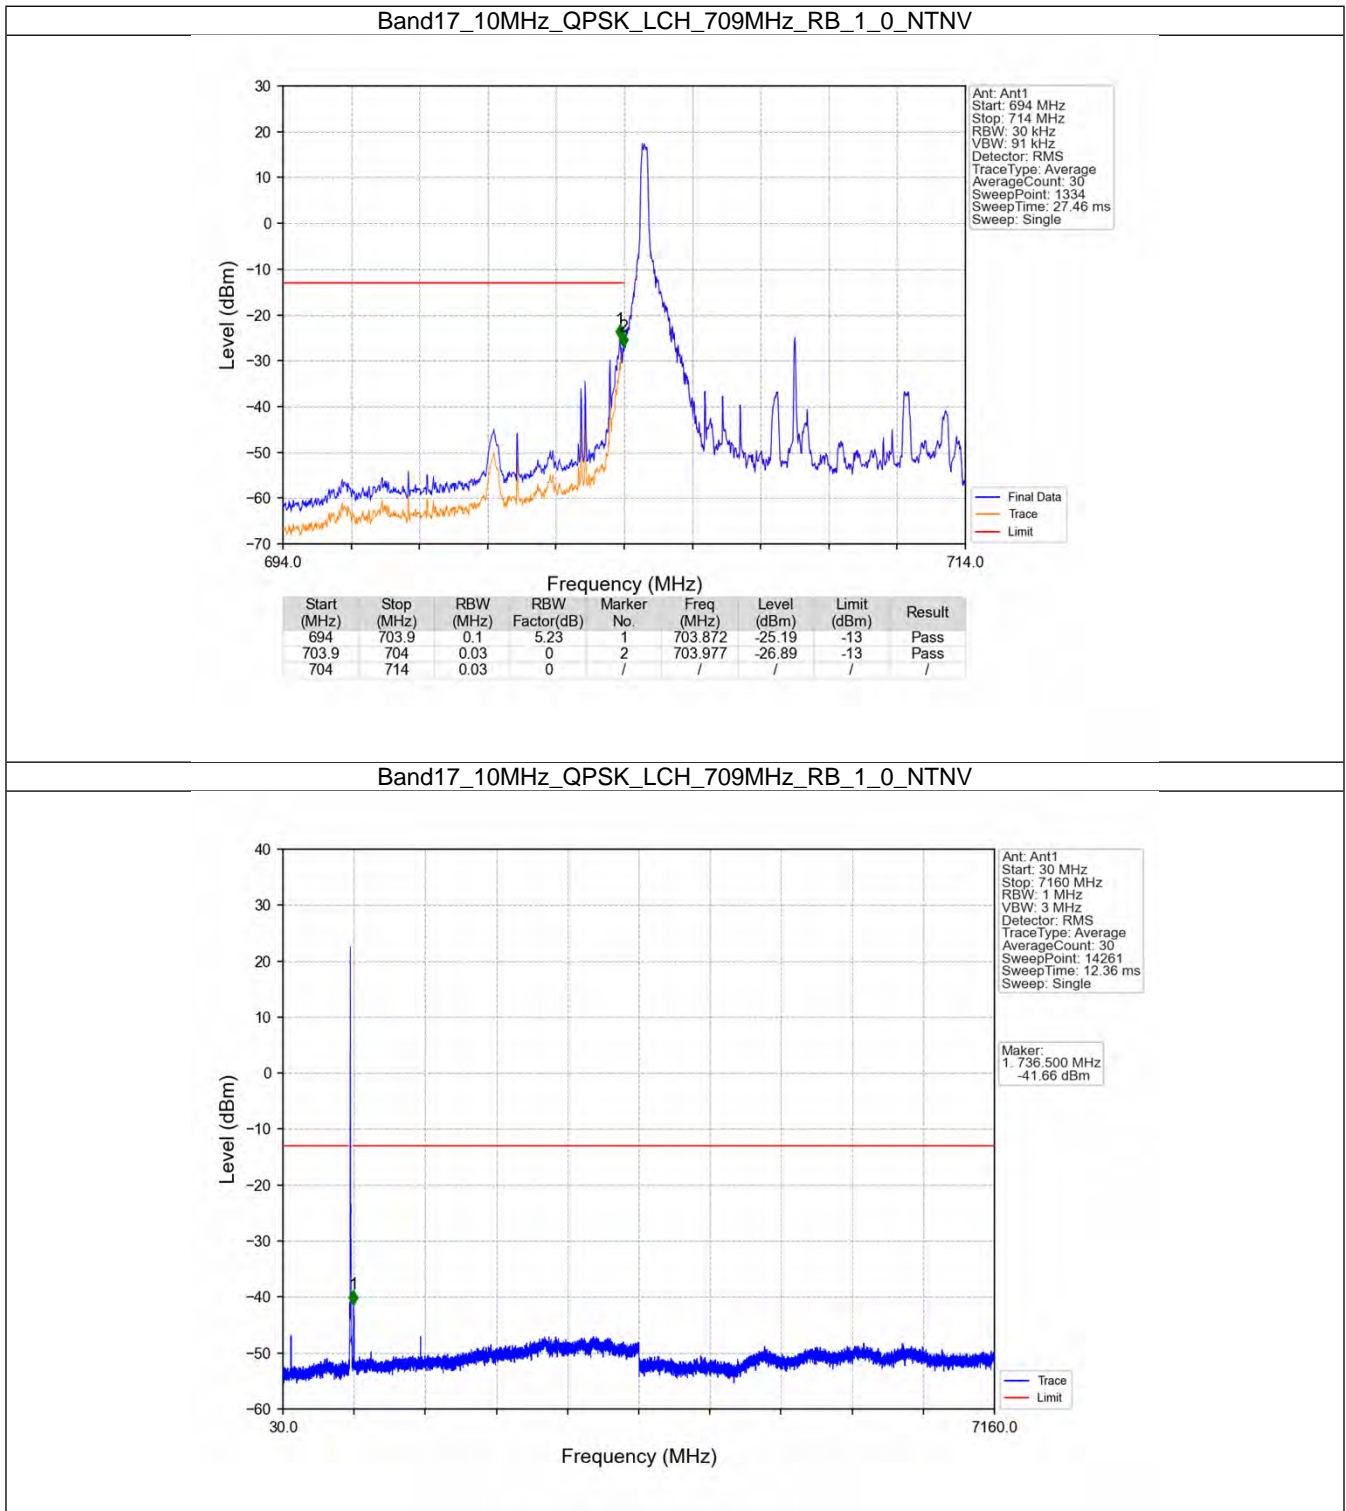 Band17_10MHz_QPSK_LCH_709MHz_RB_1_0_NTNV
30
20
10
0
−10
−20
−30
−40
−50
−60
−70
Level (dBm)
1
2
694.0
714.0
Frequency (MHz)
Ant: Ant1
Start: 694 MHz
Stop: 714 MHz
RBW: 30 kHz
VBW: 91 kHz
Detector: RMS
TraceType: Average
AverageCount: 30
SweepPoint: 1334
SweepTime: 27.46 ms
Sweep: Single
Final Data
Trace
Limit
Start (MHz) Stop (MHz) RBW (MHz) RBW Factor(dB) Marker No. Freq (MHz) Level (dBm) Limit (dBm) Result
694 703.9 0.1 5.23 1 703.872 -25.19 -13 Pass
703.9 704 0.03 0 2 703.977 -26.89 -13 Pass
704 714 0.03 0 / / / / /
Band17_10MHz_QPSK_LCH_709MHz_RB_1_0_NTNV
40
30
20
10
0
−10
−20
−30
−40
−50
−60
Level (dBm)
1
30.0
7160.0
Frequency (MHz)
Ant: Ant1
Start: 30 MHz
Stop: 7160 MHz
RBW: 1 MHz
VBW: 3 MHz
Detector: RMS
TraceType: Average
AverageCount: 30
SweepPoint: 14261
SweepTime: 12.36 ms
Sweep: Single
Maker:
1. 736.500 MHz
-41.66 dBm
Trace
Limit